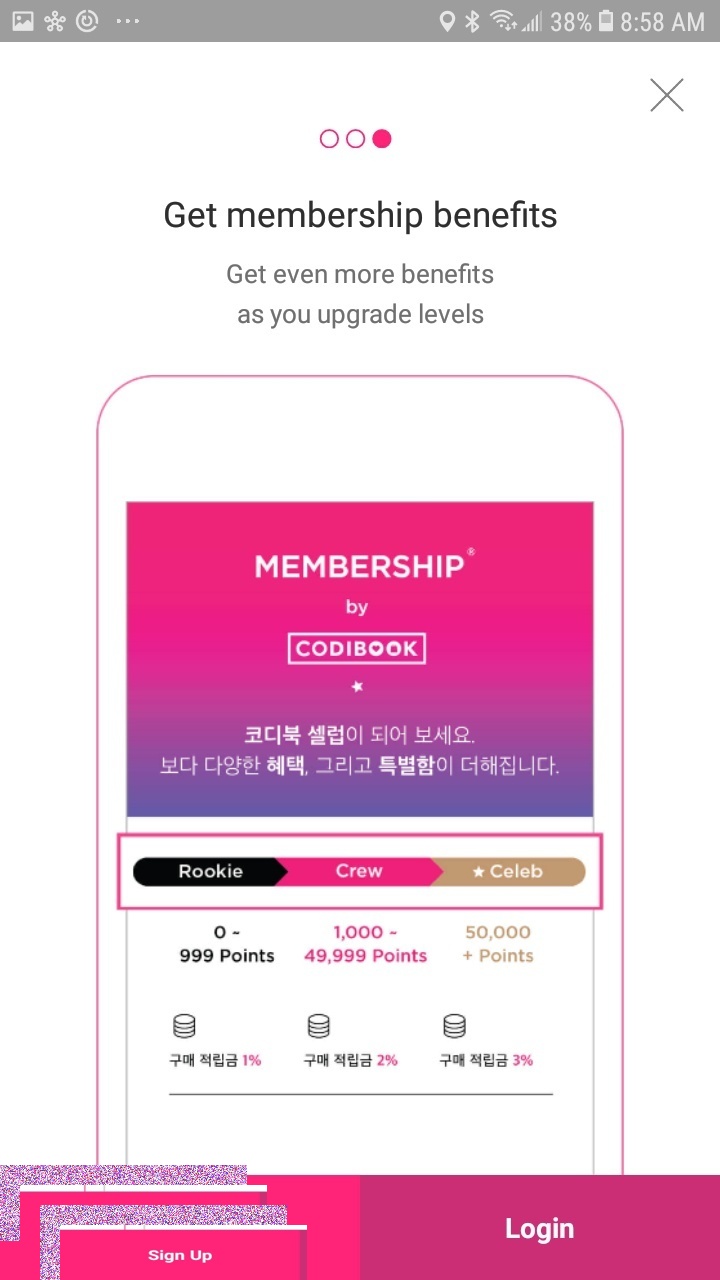 38% 8:58 AM
Get membership benefits
Get even more benefits
as you upgrade levels
MEMBERSHIP®
by
CODIBOOK
코디북 셀럽이 되어 보세요.
보다 다양한 혜택, 그리고 특별함이 더해집니다.
Rookie Crew ★ Celeb
0 ~ 1,000 ~ 50,000
999 Points 49,999 Points + Points
구매 적립금 1% 구매 적립금 2% 구매 적립금 3%
Sign Up Login